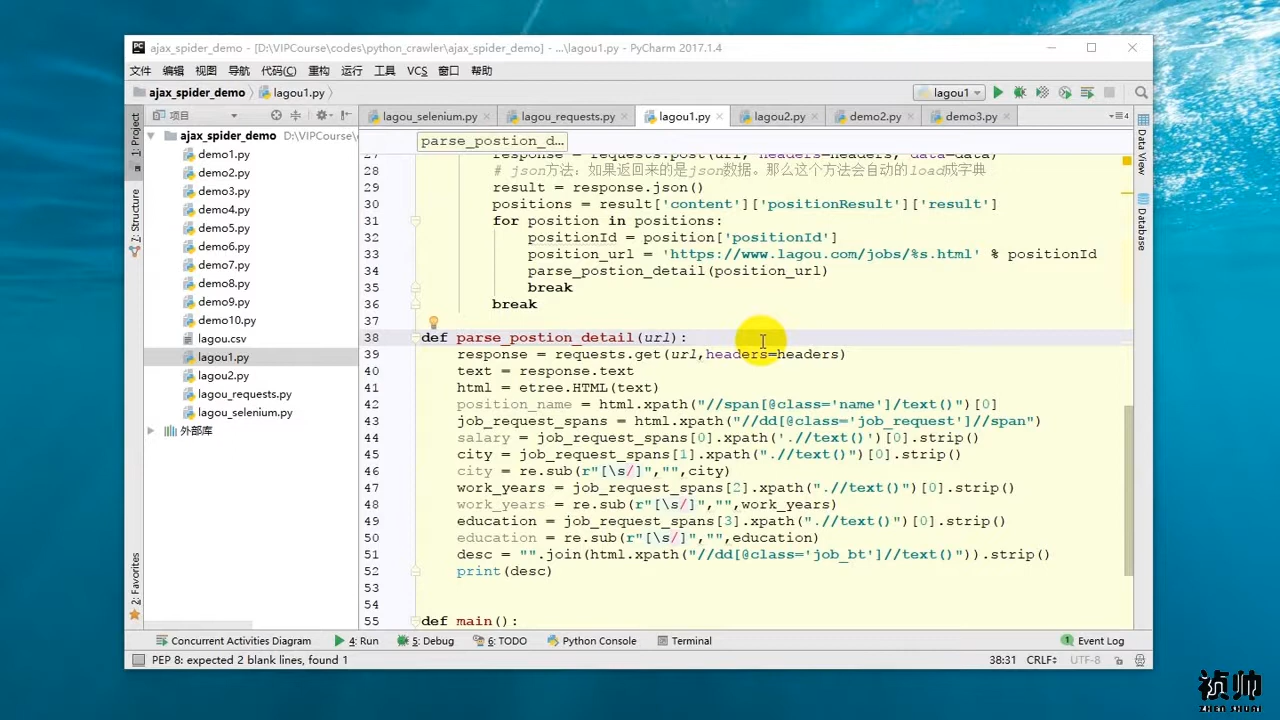 ajax_spider_demo - [D:\VIPCourse\codes\python_crawler\ajax_spider_demo] - ...\lagou1.py - PyCharm 2017.1.4
文件 编辑 视图 导航 代码(C) 重构 运行 工具 VCS 窗口 帮助
ajax_spider_demo lagou1.py lagou1
项目 lagou_selenium.py lagou_requests.py lagou1.py lagou2.py demo2.py demo3.py
1: Project
7: Structure
2: Favorites
Data View
Database
ajax_spider_demo D:\VIPCourse\
demo1.py
demo2.py
demo3.py
demo4.py
demo5.py
demo6.py
demo7.py
demo8.py
demo9.py
demo10.py
lagou.csv
lagou1.py
lagou2.py
lagou_requests.py
lagou_selenium.py
外部库
parse_postion_d...
27 response = requests.post(url, headers=headers, data=data)
28 # json方法：如果返回来的是json数据。那么这个方法会自动的load成字典
29 result = response.json()
30 positions = result['content']['positionResult']['result']
31 for position in positions:
32 positionId = position['positionId']
33 position_url = 'https://www.lagou.com/jobs/%s.html' % positionId
34 parse_postion_detail(position_url)
35 break
36 break
37
38 def parse_postion_detail(url):
39 response = requests.get(url,headers=headers)
40 text = response.text
41 html = etree.HTML(text)
42 position_name = html.xpath("//span[@class='name']/text()")[0]
43 job_request_spans = html.xpath("//dd[@class='job_request']//span")
44 salary = job_request_spans[0].xpath('.//text()')[0].strip()
45 city = job_request_spans[1].xpath(".//text()")[0].strip()
46 city = re.sub(r"[\s/]","",city)
47 work_years = job_request_spans[2].xpath(".//text()")[0].strip()
48 work_years = re.sub(r"[\s/]","",work_years)
49 education = job_request_spans[3].xpath(".//text()")[0].strip()
50 education = re.sub(r"[\s/]","",education)
51 desc = "".join(html.xpath("//dd[@class='job_bt']//text()")).strip()
52 print(desc)
53
54
55 def main():
Concurrent Activities Diagram 4: Run 5: Debug 6: TODO Python Console Terminal 1 Event Log
PEP 8: expected 2 blank lines, found 1 38:31 CRLF UTF-8
祯帅
ZHEN SHUAI